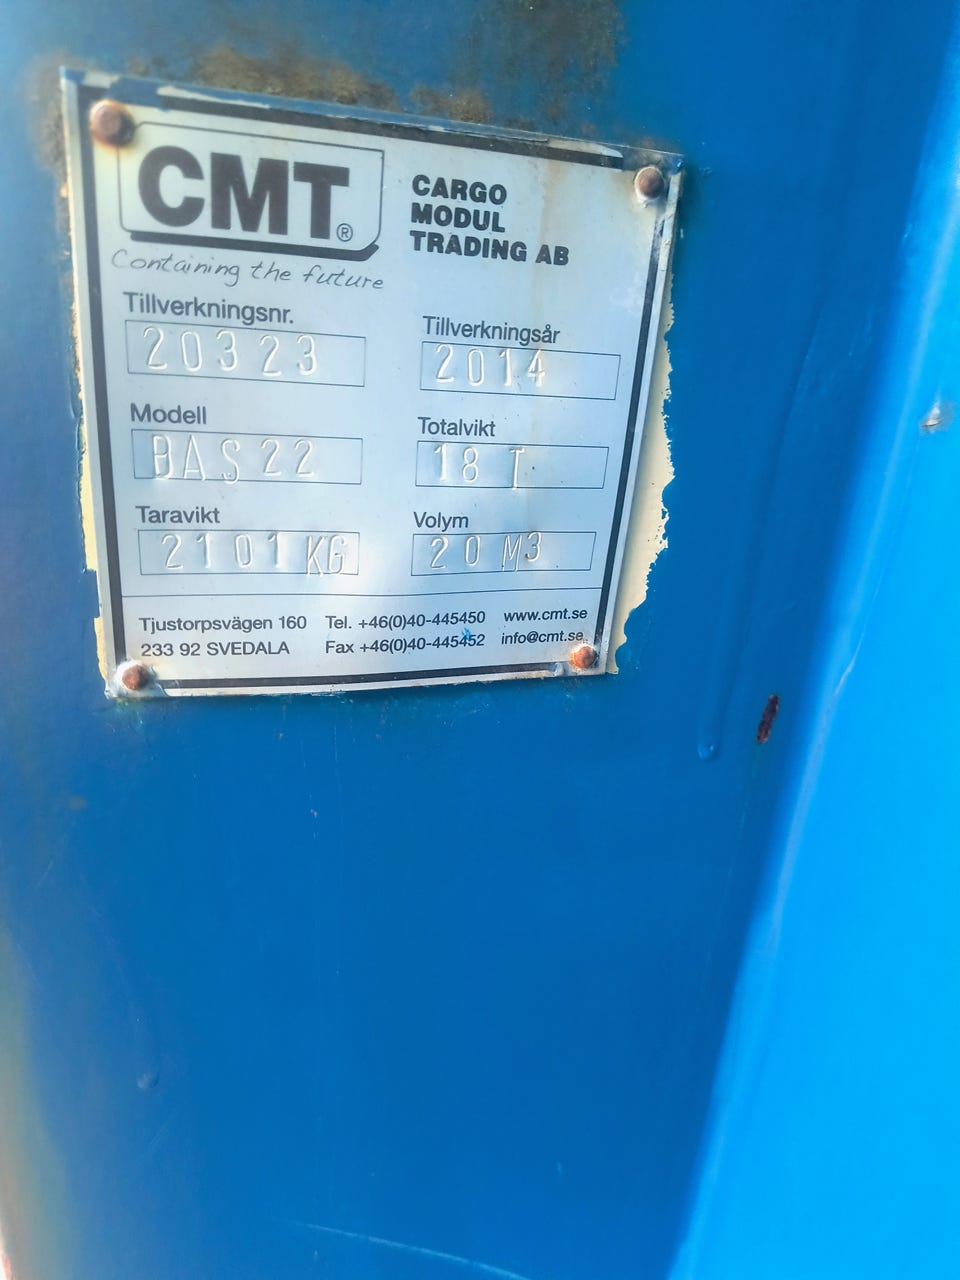 CMT®
Containing the future
CARGO
MODUL
TRADING AB
Tillverkningsnr.
20323
Tillverkningsår
2014
Modell
BAS22
Totalvikt
18 T
Taravikt
2101 KG
Volym
20 M3
Tjustorpsvägen 160 Tel. +46(0)40-445450 www.cmt.se
233 92 SVEDALA Fax +46(0)40-445452 info@cmt.se